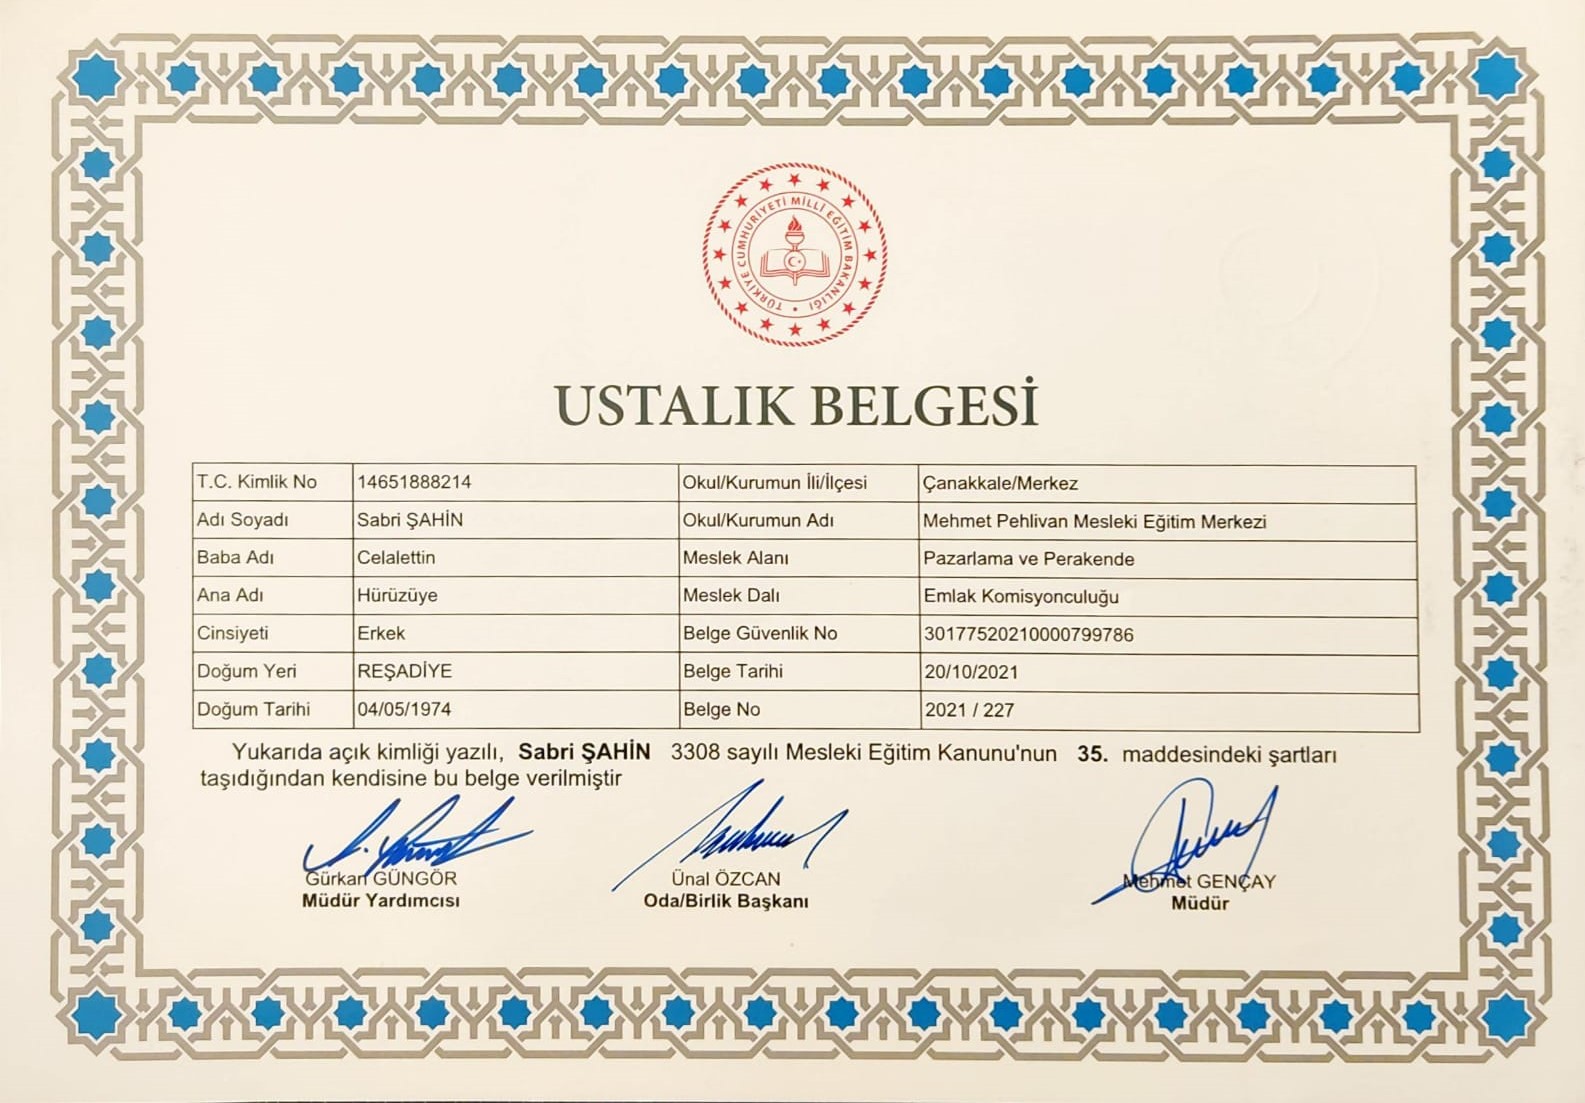 TÜRKİYE CUMHURİYETİ MİLLİ EĞİTİM BAKANLIĞI
USTALIK BELGESİ
T.C. Kimlik No 14651888214 Okul/Kurumun İli/İlçesi Çanakkale/Merkez
Adı Soyadı Sabri ŞAHİN Okul/Kurumun Adı Mehmet Pehlivan Mesleki Eğitim Merkezi
Baba Adı Celalettin Meslek Alanı Pazarlama ve Perakende
Ana Adı Hürüzüye Meslek Dalı Emlak Komisyonculuğu
Cinsiyeti Erkek Belge Güvenlik No 30177520210000799786
Doğum Yeri REŞADİYE Belge Tarihi 20/10/2021
Doğum Tarihi 04/05/1974 Belge No 2021 / 227
Yukarıda açık kimliği yazılı, Sabri ŞAHİN 3308 sayılı Mesleki Eğitim Kanunu'nun 35. maddesindeki şartları
taşıdığından kendisine bu belge verilmiştir
Gürkan GÜNGÖR Ünal ÖZCAN Mehmet GENÇAY
Müdür Yardımcısı Oda/Birlik Başkanı Müdür